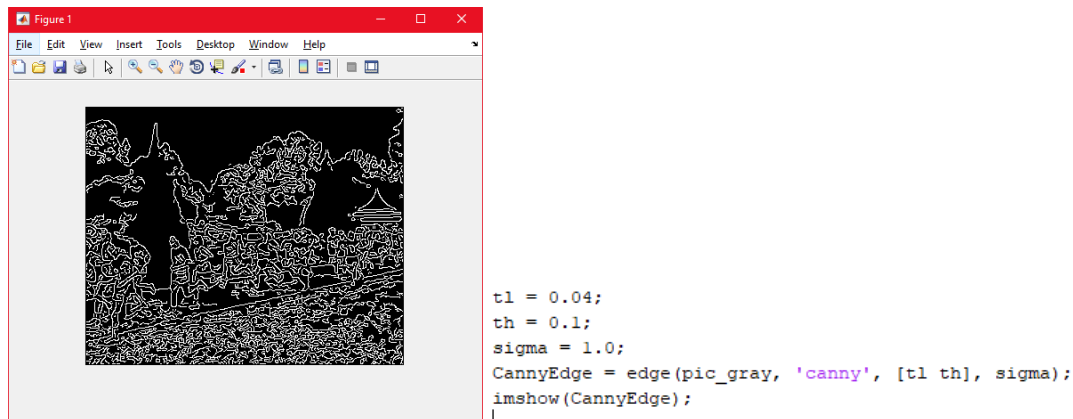 Figure 1
File Edit View Insert Tools Desktop Window Help
tl = 0.04;
th = 0.1;
sigma = 1.0;
CannyEdge = edge(pic_gray, 'canny', [tl th], sigma);
imshow(CannyEdge);